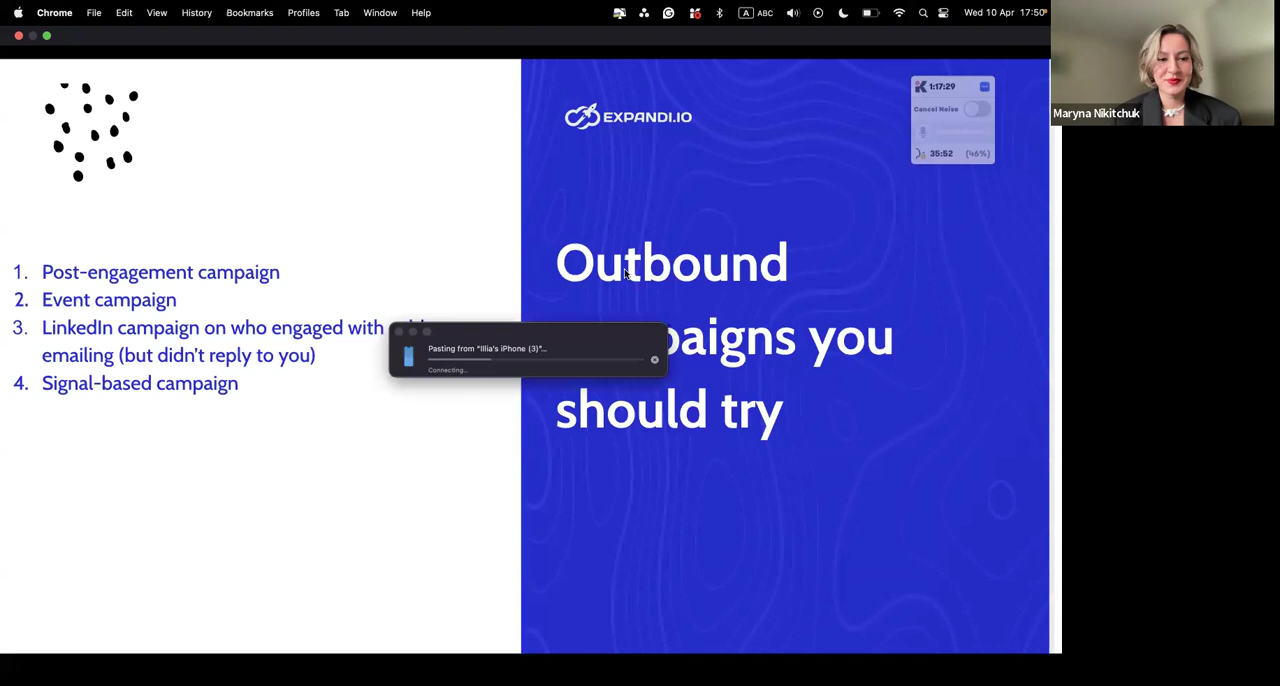 Chrome File Edit View History Bookmarks Profiles Tab Window Help
A ABC Wed 10 Apr 17:50
Maryna Nikitchuk
EXPANDI.IO
1:17:29
Cancel Noise
35:52 (46%)
1. Post-engagement campaign
2. Event campaign
3. LinkedIn campaign on who engaged with
emailing (but didn't reply to you)
4. Signal-based campaign
Pasting from "Illia's iPhone (3)"...
Connecting...
Outbound
paigns you
should try